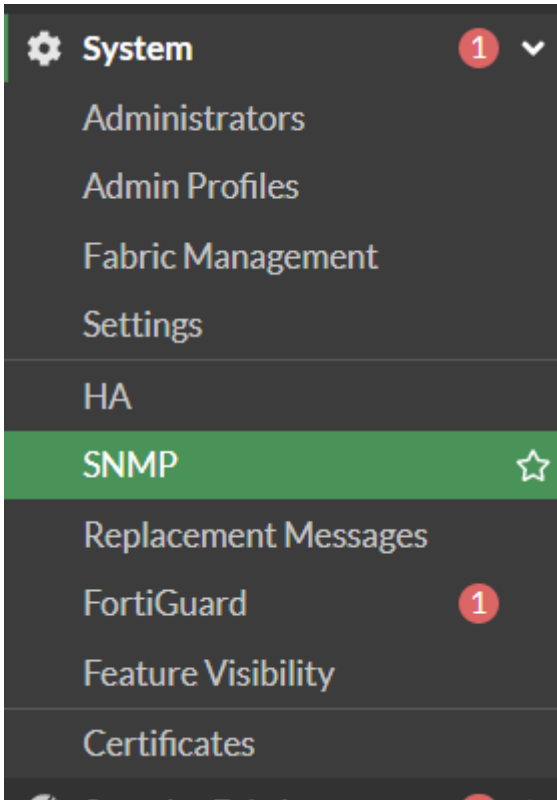 System 1
Administrators
Admin Profiles
Fabric Management
Settings
HA
SNMP
Replacement Messages
FortiGuard 1
Feature Visibility
Certificates